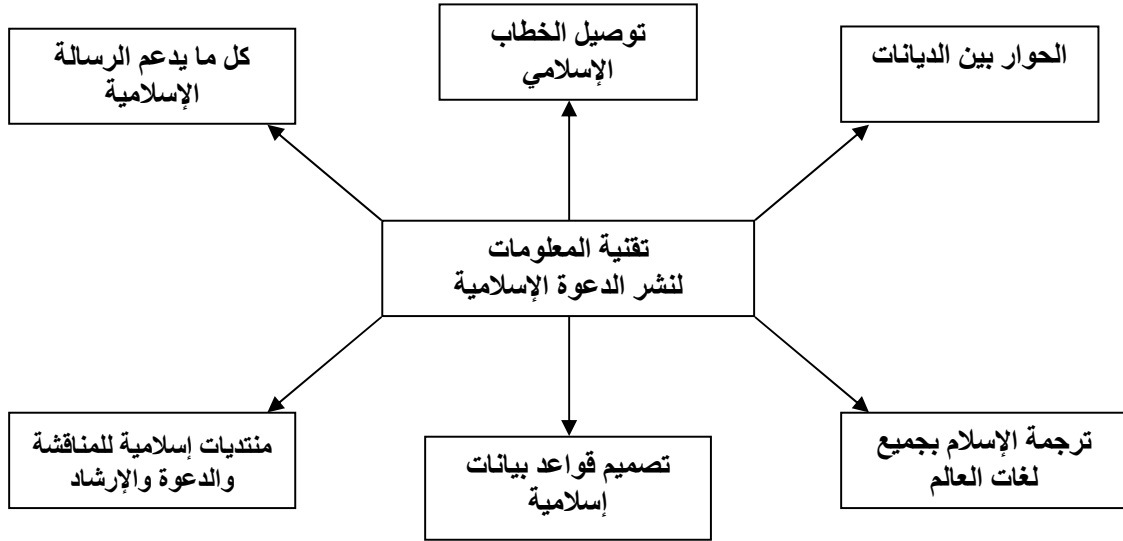 الحوار بين الديانات
توصيل الخطاب
الإسلامي
كل ما يدعم الرسالة
الإسلامية
تقنية المعلومات
لنشر الدعوة الإسلامية
ترجمة الإسلام بجميع
لغات العالم
تصميم قواعد بيانات
إسلامية
منتديات إسلامية للمناقشة
والدعوة والإرشاد